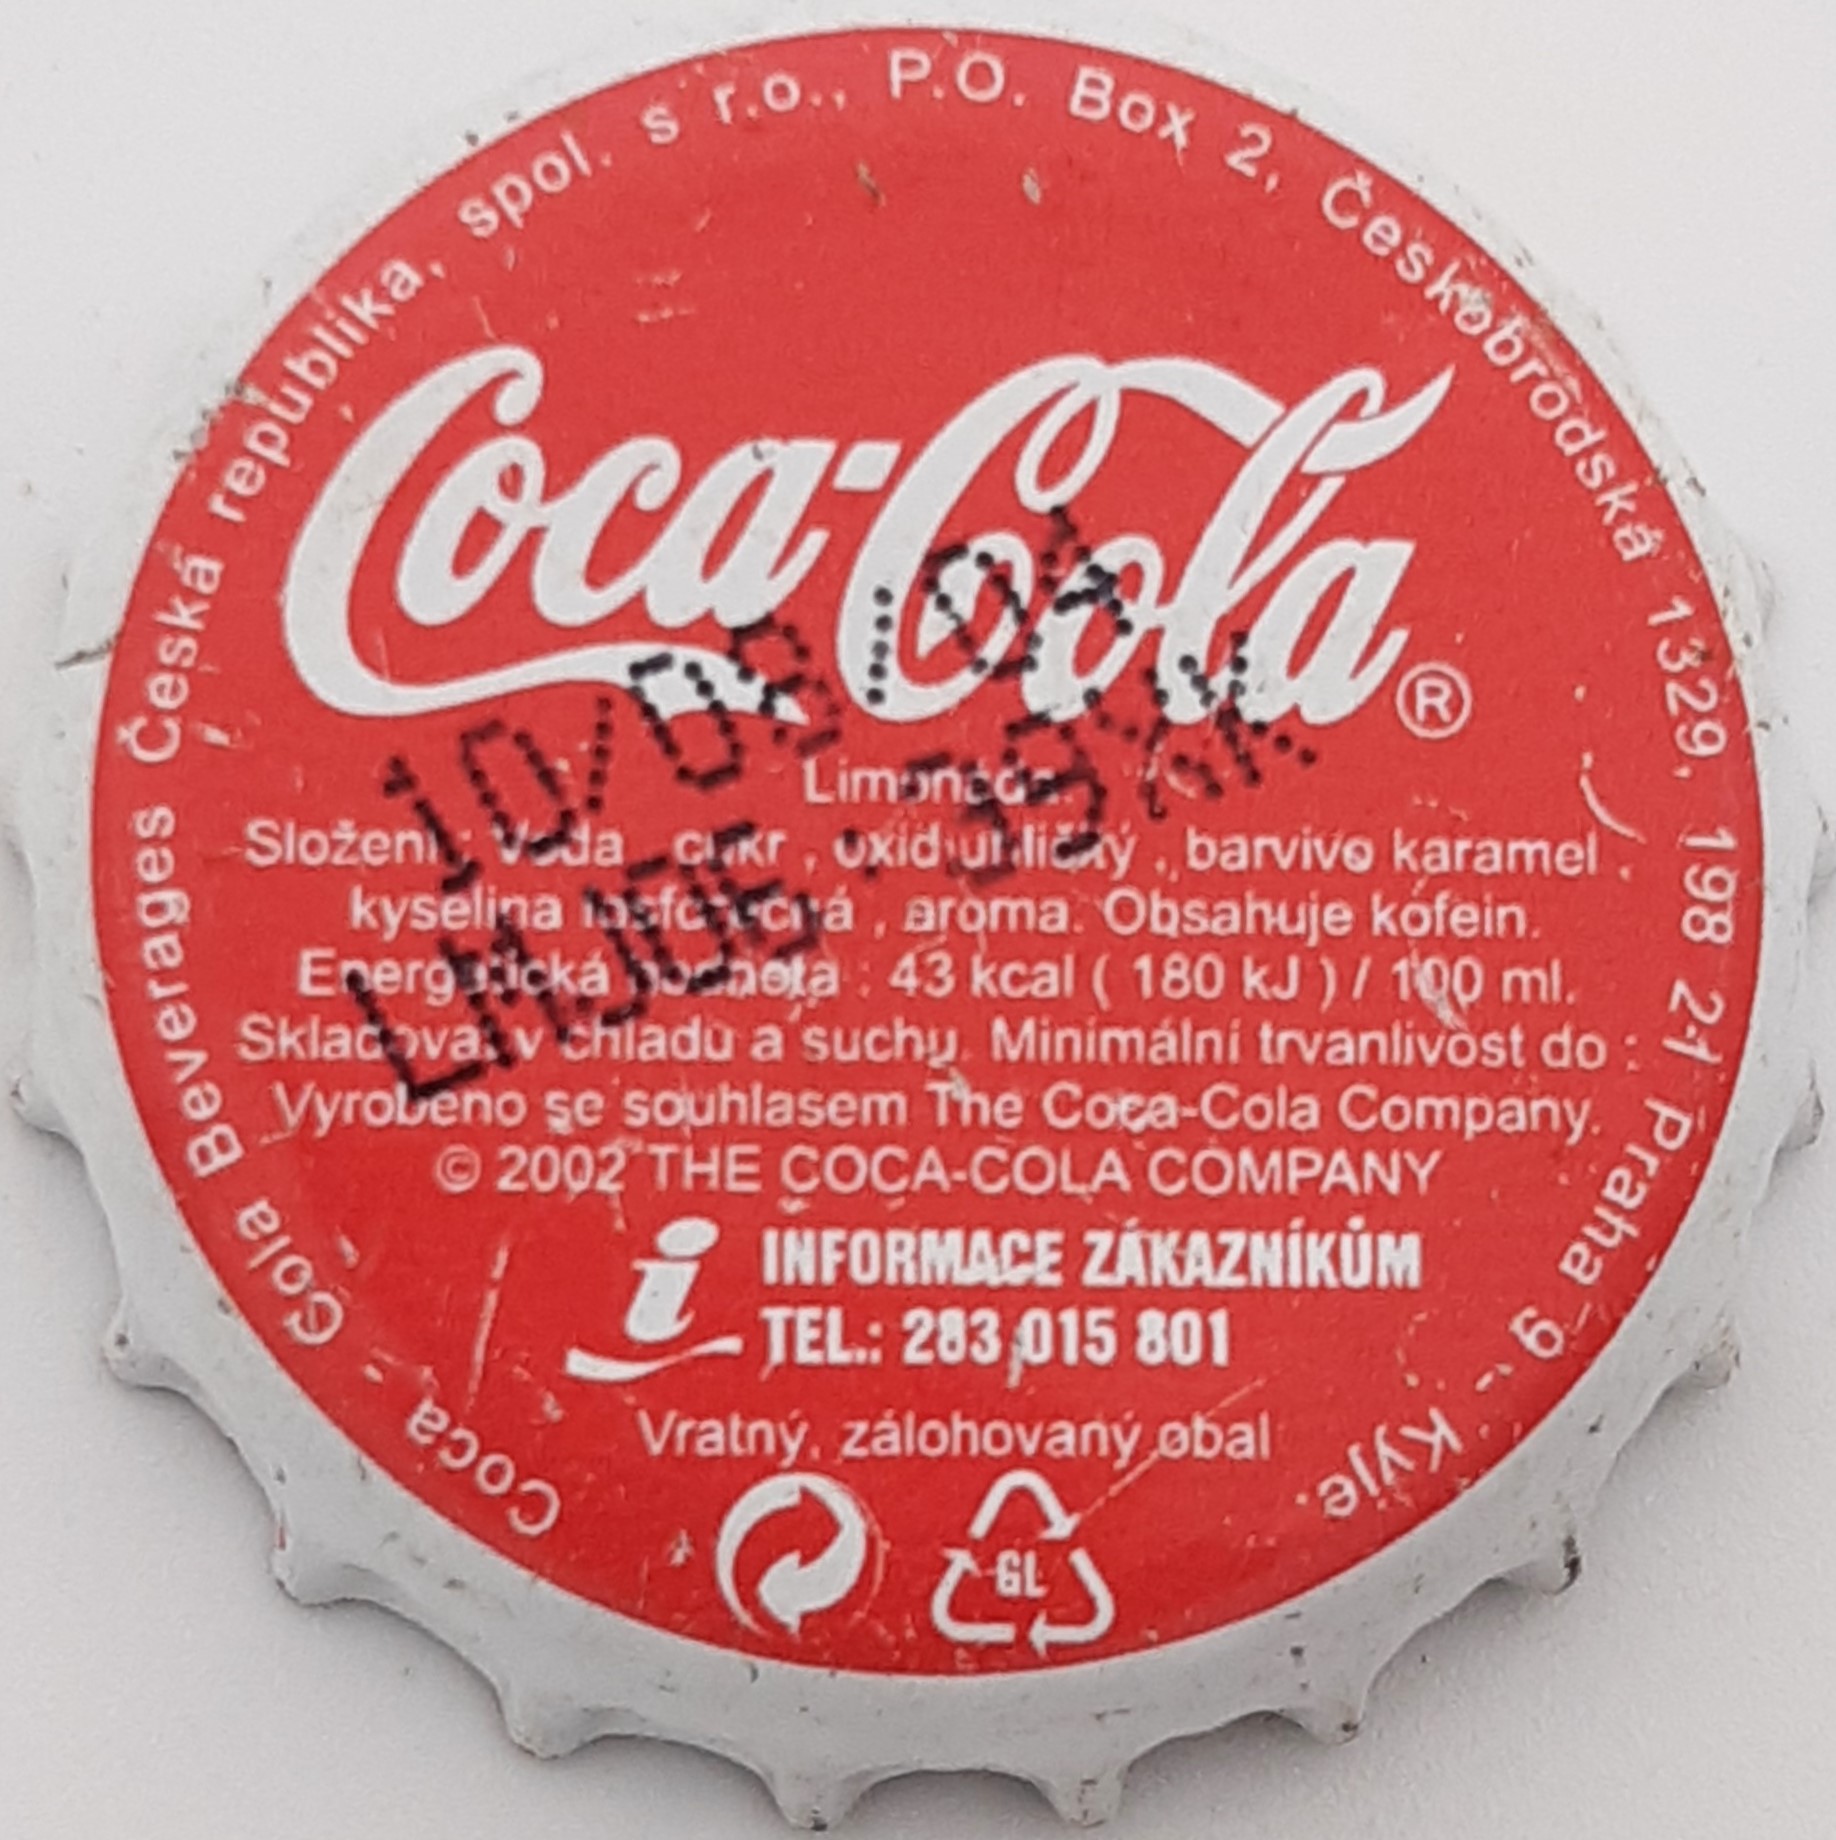 Coca - Cola Beverages Česká republika, spol. s r.o., P.O. Box 2, Českobrodská 1329, 198 21 Praha 9 - Kyje.
Coca-Cola ®
10/08/04
Limonáda.
Složení: Voda, cukr, oxid uhličitý, barvivo karamel,
kyselina fosforečná, aroma. Obsahuje kofein.
Energetická hodnota : 43 kcal ( 180 kJ ) / 100 ml.
Skladovat v chladu a suchu. Minimální trvanlivost do :
Vyrobeno se souhlasem The Coca-Cola Company.
© 2002 THE COCA-COLA COMPANY
i INFORMACE ZÁKAZNÍKŮM
TEL.: 283 015 801
Vratný, zálohovaný obal
GL